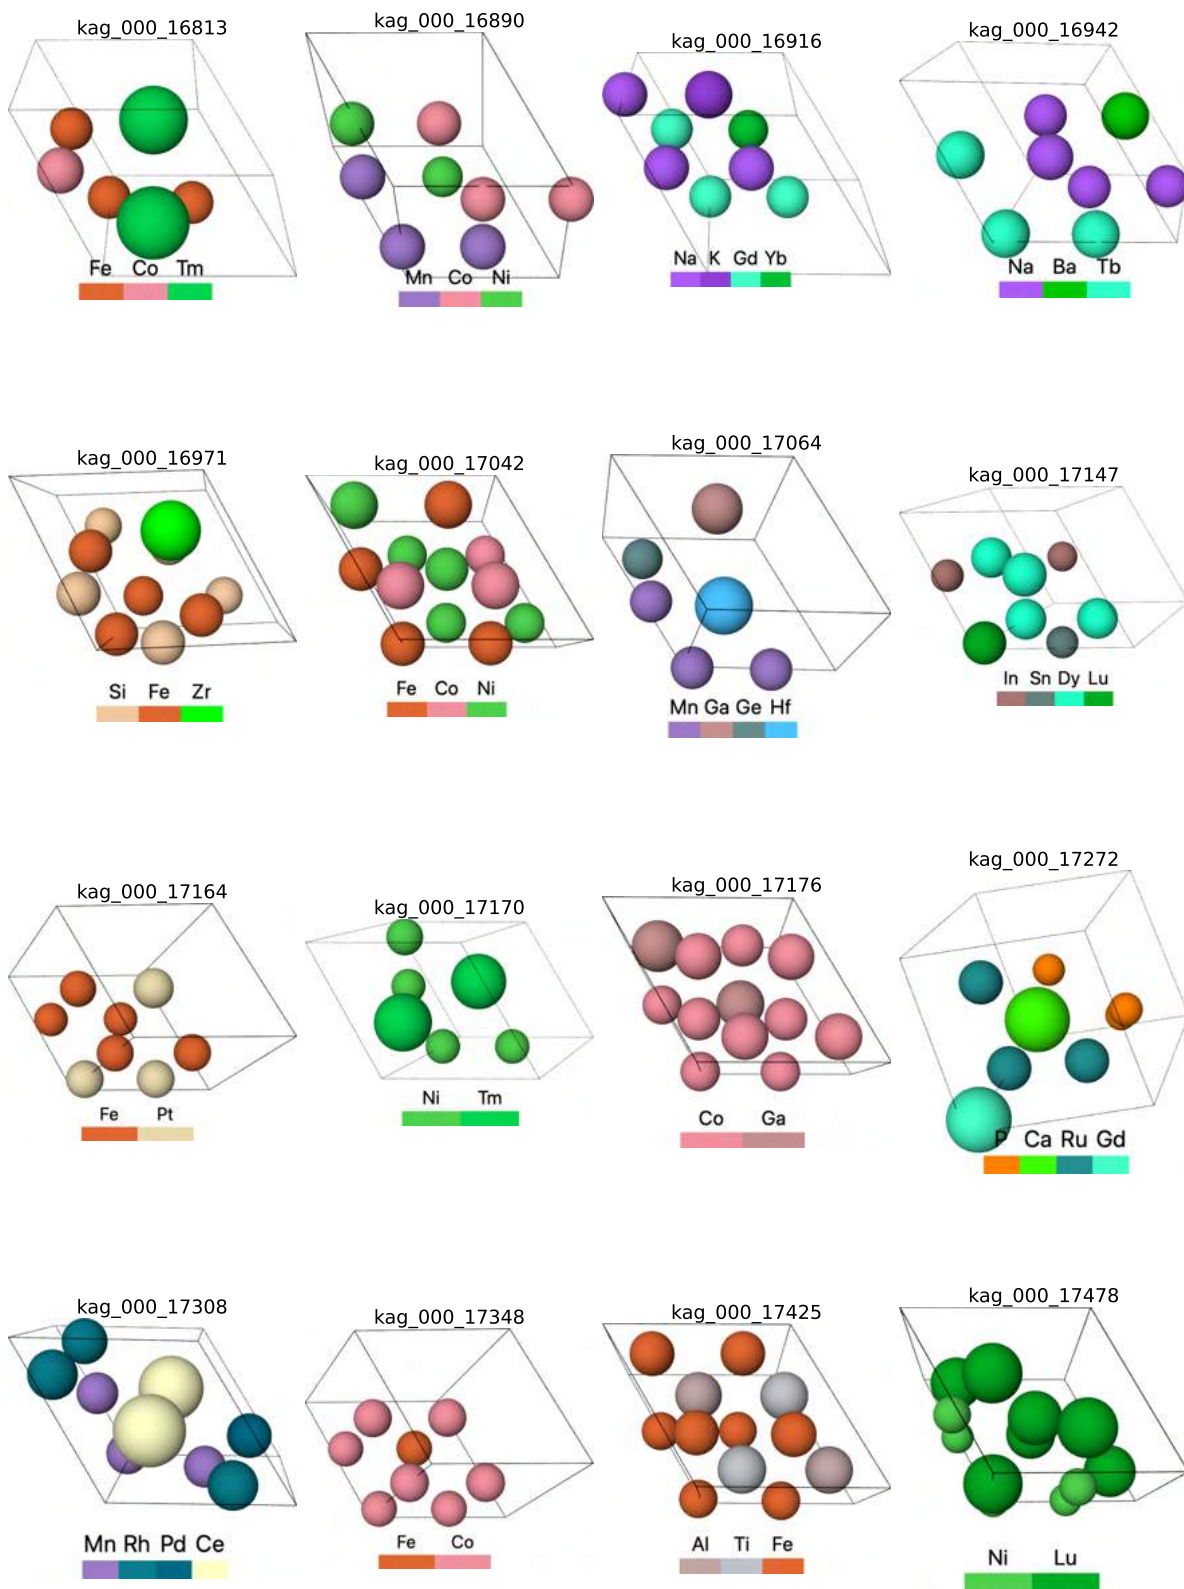 kag_000_16813
Fe Co Tm
kag_000_16890
Mn Co Ni
kag_000_16916
Na K Gd Yb
kag_000_16942
Na Ba Tb
kag_000_16971
Si Fe Zr
kag_000_17042
Fe Co Ni
kag_000_17064
Mn Ga Ge Hf
kag_000_17147
In Sn Dy Lu
kag_000_17164
Fe Pt
kag_000_17170
Ni Tm
kag_000_17176
Co Ga
kag_000_17272
P Ca Ru Gd
kag_000_17308
Mn Rh Pd Ce
kag_000_17348
Fe Co
kag_000_17425
Al Ti Fe
kag_000_17478
Ni Lu